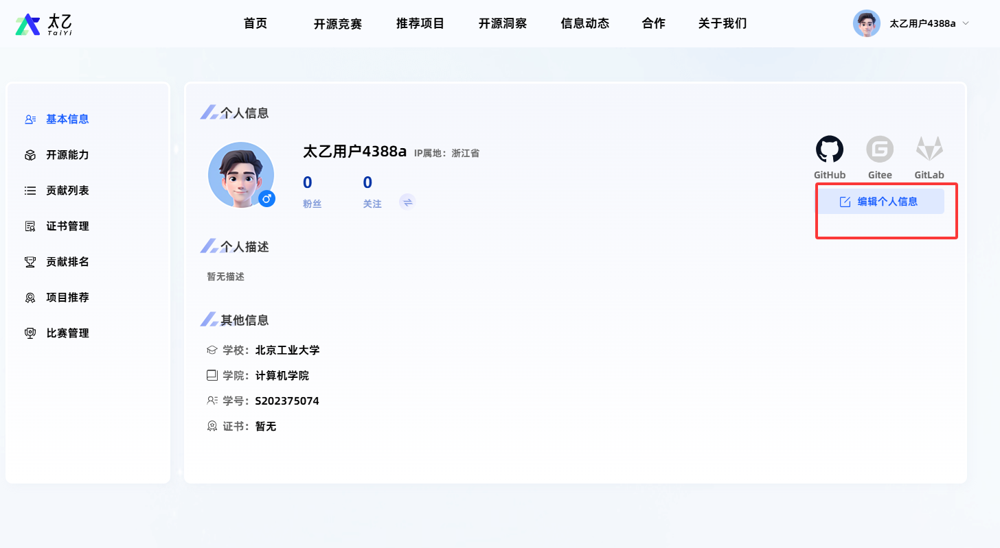 太乙
TaiYi
首页
开源竞赛
推荐项目
开源洞察
信息动态
合作
关于我们
太乙用户4388a
基本信息
开源能力
贡献列表
证书管理
贡献排名
项目推荐
比赛管理
个人信息
太乙用户4388a IP属地：浙江省
0
粉丝
0
关注
GitHub
Gitee
GitLab
编辑个人信息
个人描述
暂无描述
其他信息
学校：北京工业大学
学院：计算机学院
学号：S202375074
证书：暂无